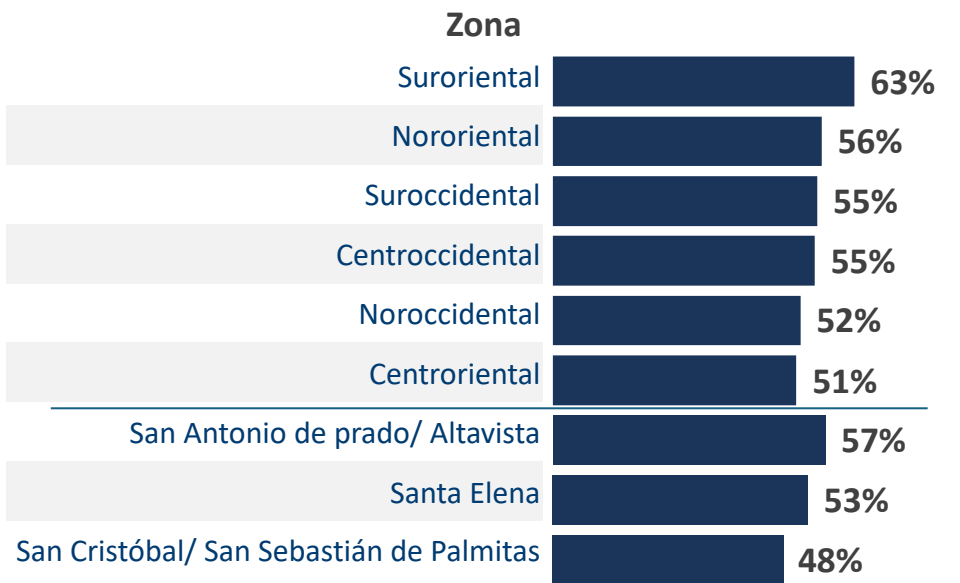 Zona
Suroriental 63%
Nororiental 56%
Suroccidental 55%
Centroccidental 55%
Noroccidental 52%
Centroriental 51%
San Antonio de prado/ Altavista 57%
Santa Elena 53%
San Cristóbal/ San Sebastián de Palmitas 48%